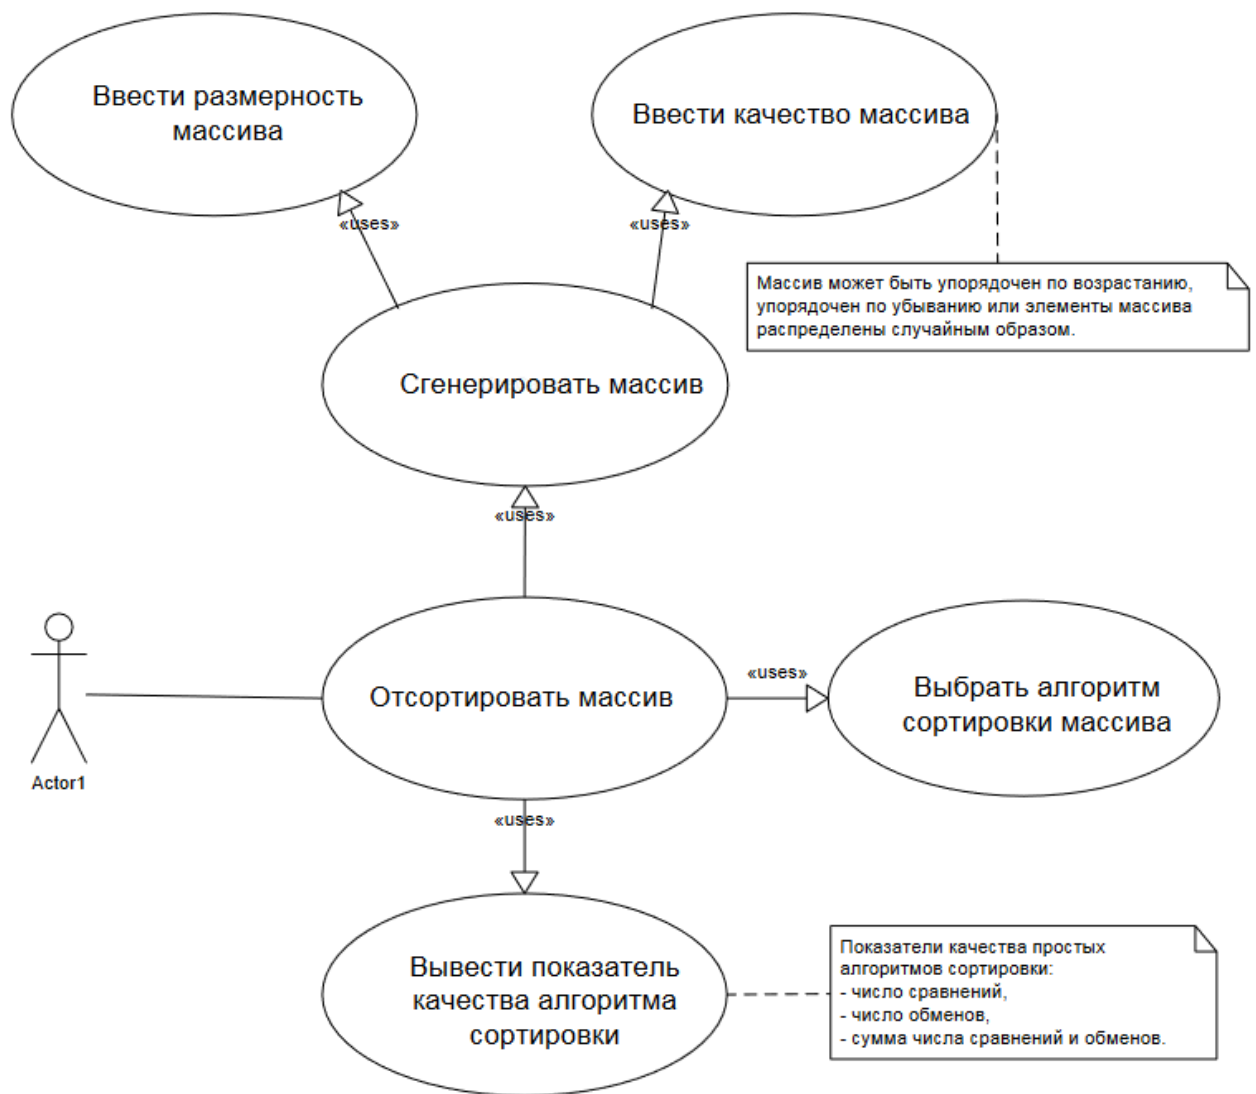 Ввести размерность
массива
Ввести качество массива
«uses»
«uses»
Массив может быть упорядочен по возрастанию,
упорядочен по убыванию или элементы массива
распределены случайным образом.
Сгенерировать массив
«uses»
Actor1
Отсортировать массив
«uses»
Выбрать алгоритм
сортировки массива
«uses»
Вывести показатель
качества алгоритма
сортировки
Показатели качества простых
алгоритмов сортировки:
- число сравнений,
- число обменов,
- сумма числа сравнений и обменов.